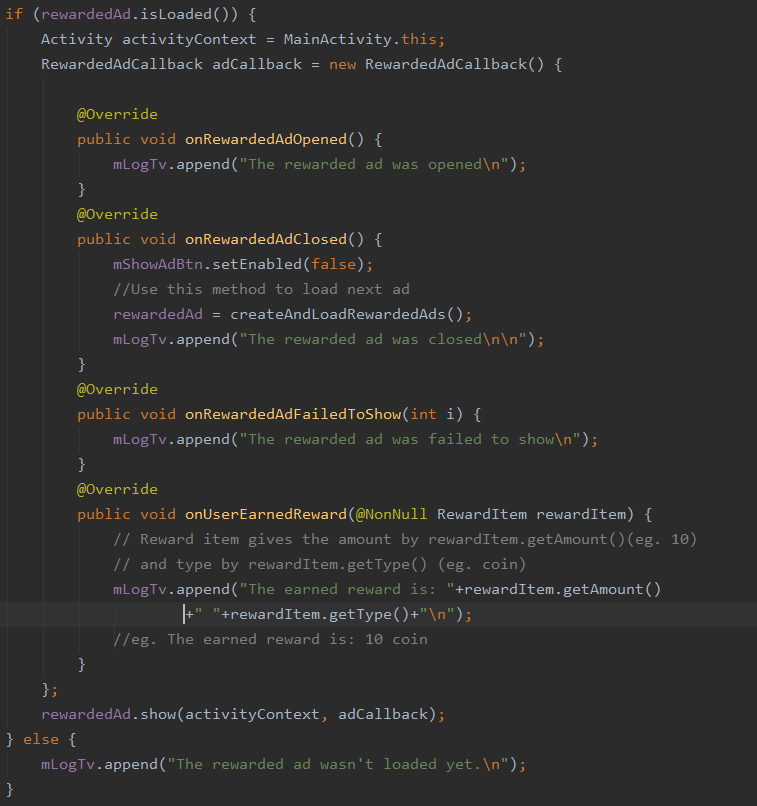 if (rewardedAd.isLoaded()) {
Activity activityContext = MainActivity.this;
RewardedAdCallback adCallback = new RewardedAdCallback() {
@Override
public void onRewardedAdOpened() {
mLogTv.append("The rewarded ad was opened\n");
}
@Override
public void onRewardedAdClosed() {
mShowAdBtn.setEnabled(false);
//Use this method to load next ad
rewardedAd = createAndLoadRewardedAds();
mLogTv.append("The rewarded ad was closed\n\n");
}
@Override
public void onRewardedAdFailedToShow(int i) {
mLogTv.append("The rewarded ad was failed to show\n");
}
@Override
public void onUserEarnedReward(@NonNull RewardItem rewardItem) {
// Reward item gives the amount by rewardItem.getAmount()(eg. 10)
// and type by rewardItem.getType() (eg. coin)
mLogTv.append("The earned reward is: "+rewardItem.getAmount()
+" "+rewardItem.getType()+"\n");
//eg. The earned reward is: 10 coin
}
};
rewardedAd.show(activityContext, adCallback);
} else {
mLogTv.append("The rewarded ad wasn't loaded yet.\n");
}